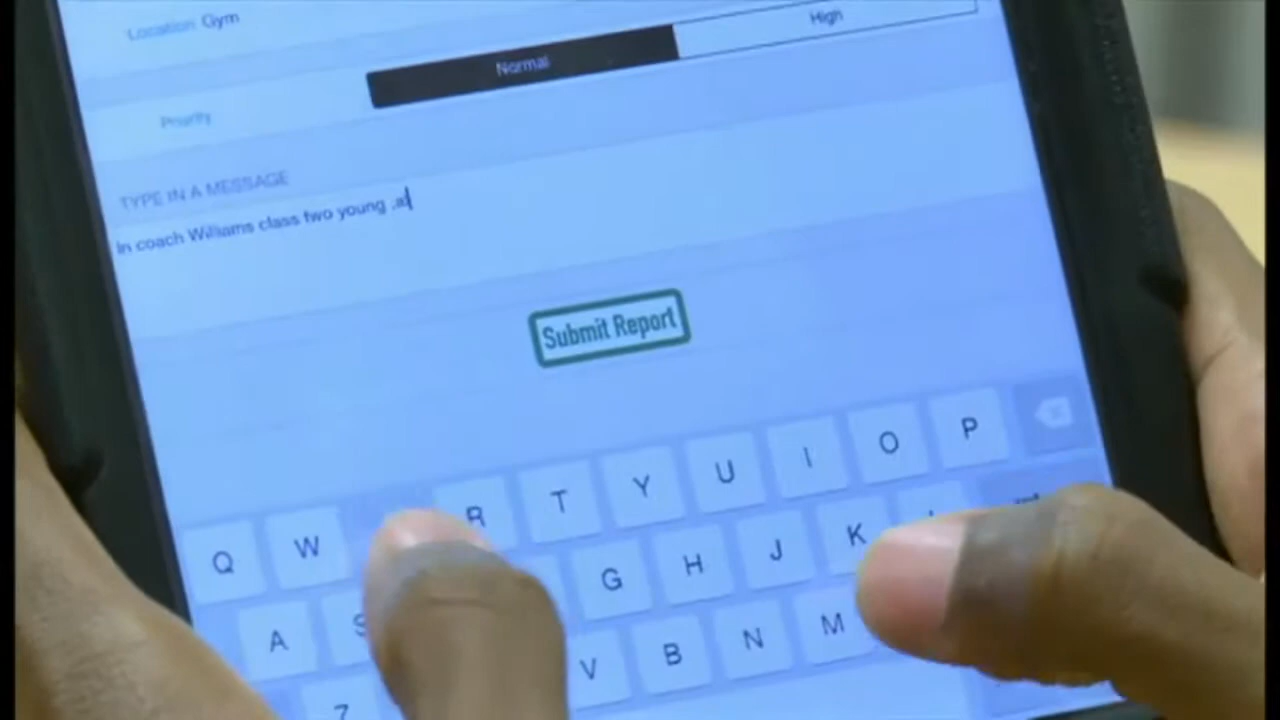 Location Gym
Priority Normal High
TYPE IN A MESSAGE
In coach Williams class two young ,a
Submit Report
Q W R T Y U I O P
A S G H J K
Z V B N M